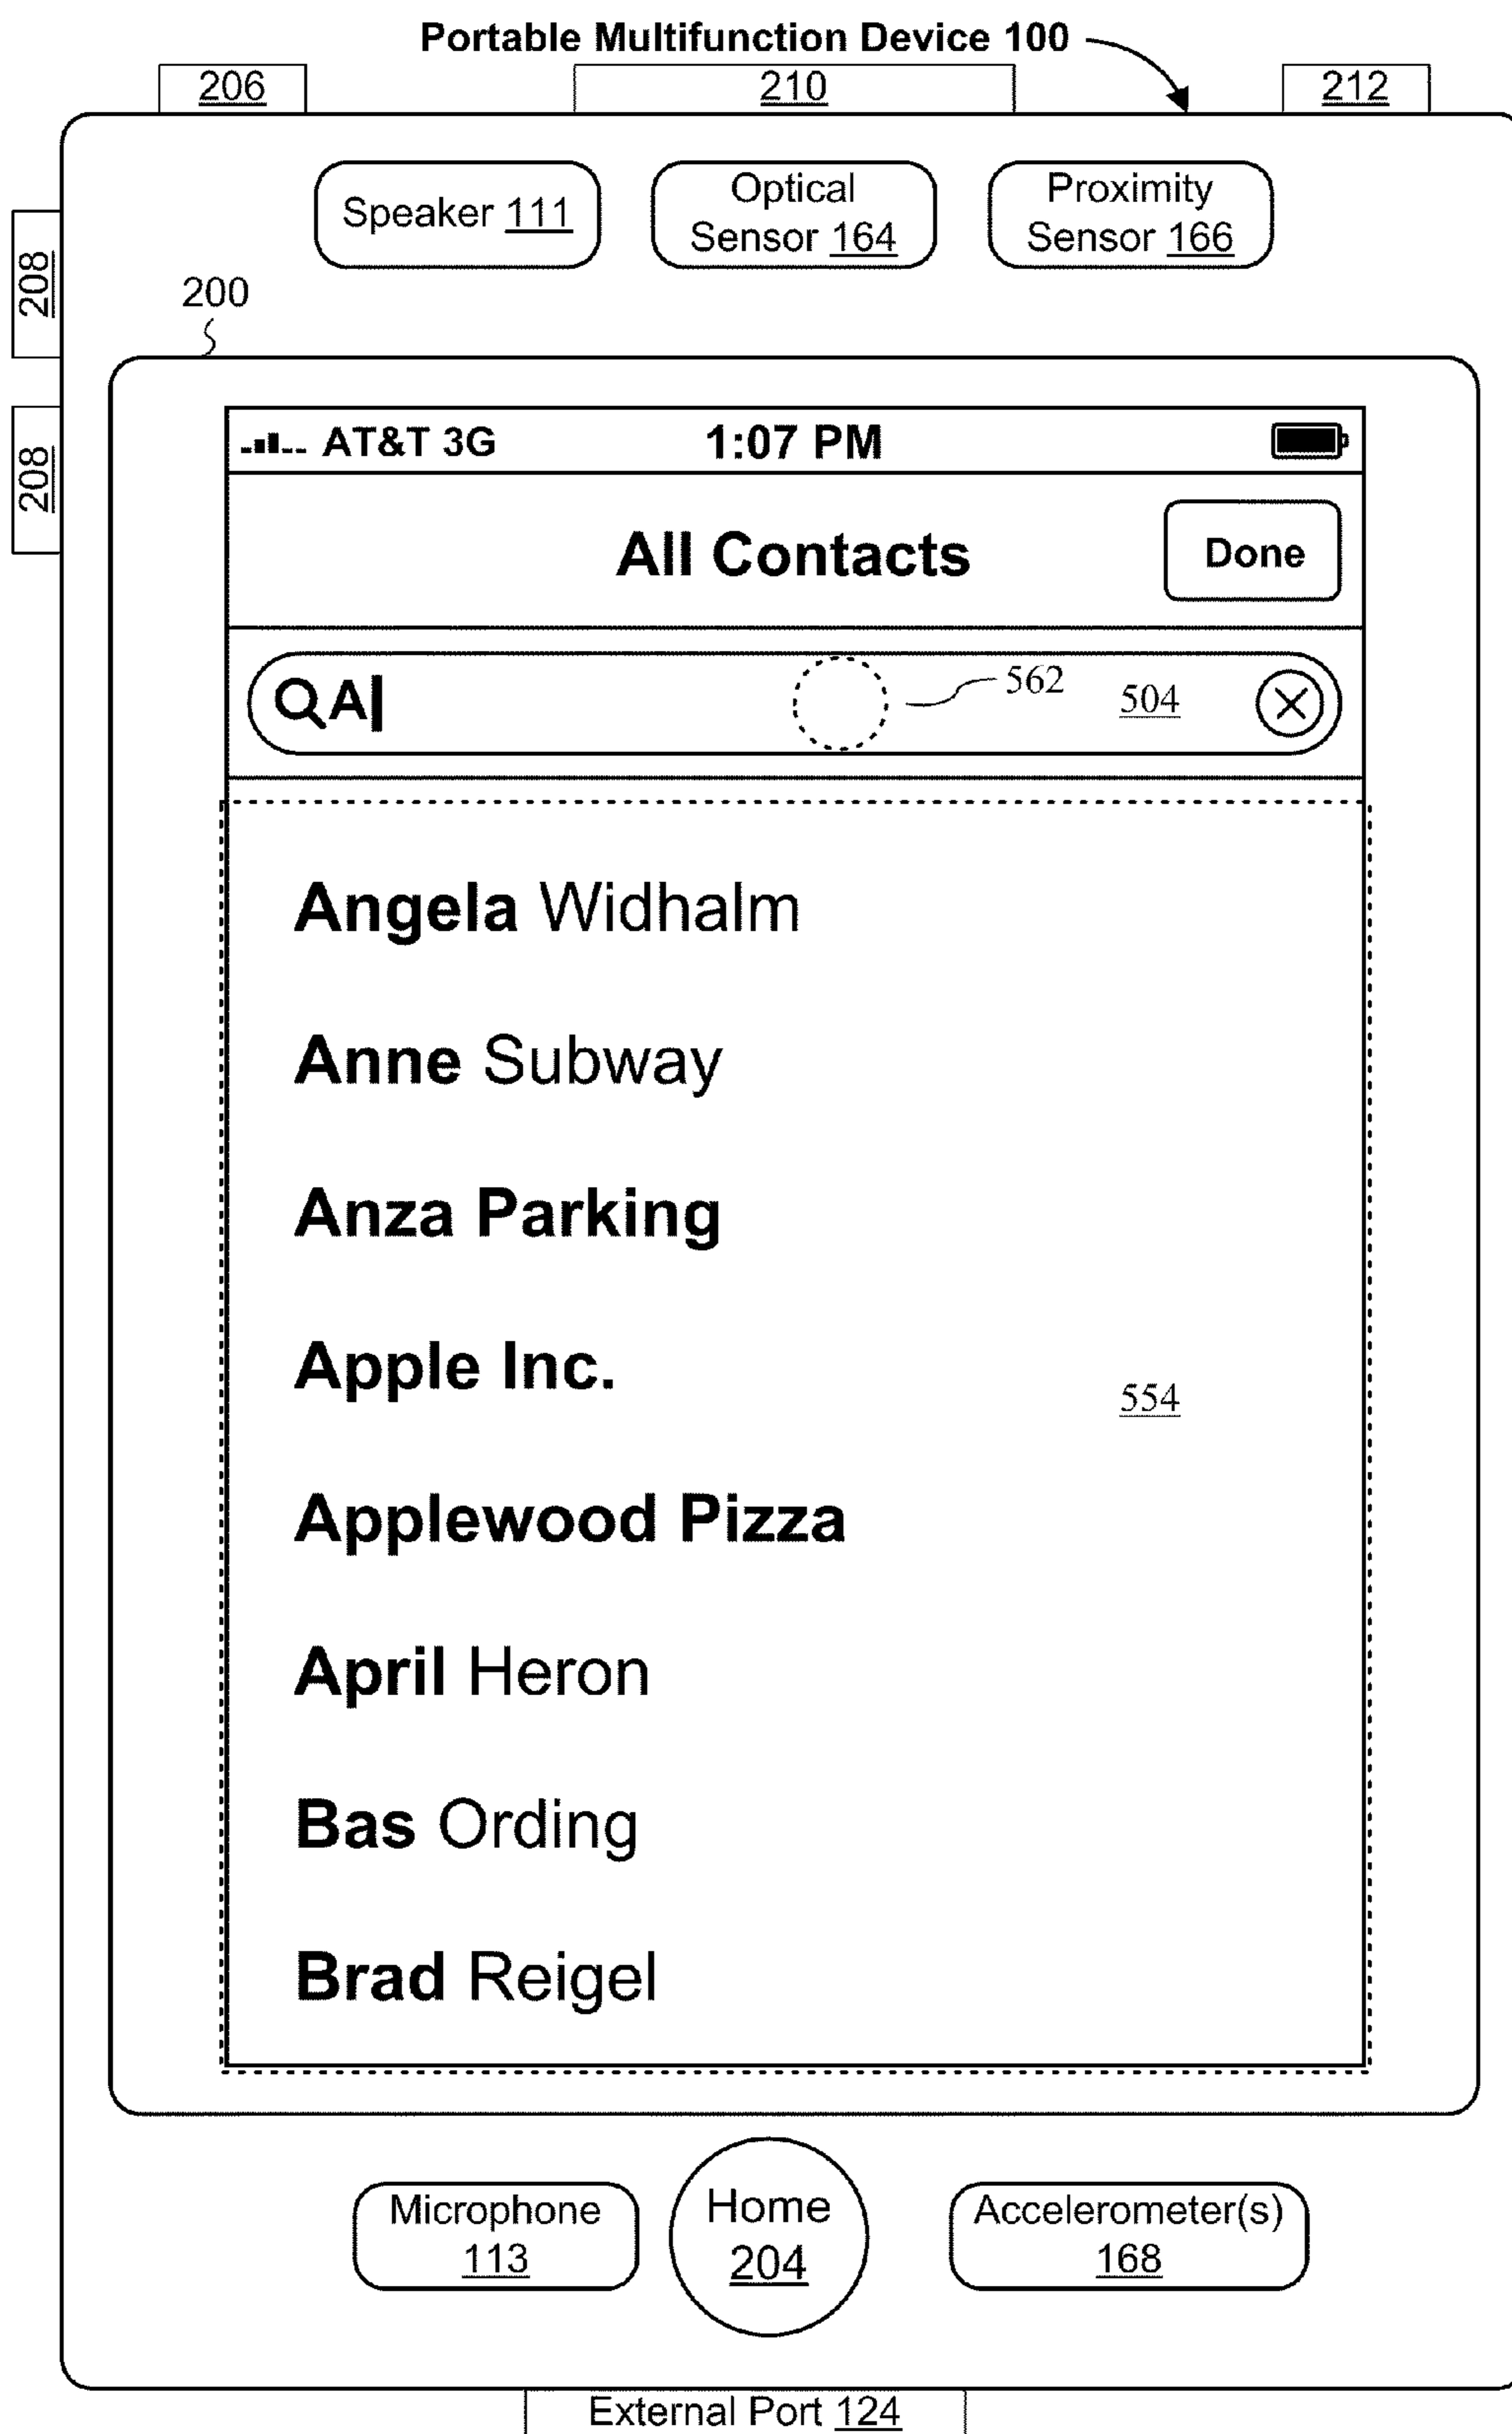 Portable Multifunction Device 100
206
210
212
Speaker 111
Optical
Sensor 164
Proximity
Sensor 166
208
200
208
AT&T 3G
1:07 PM
All Contacts
Done
A
562
504
Angela Widhalm
Anne Subway
Anza Parking
Apple Inc.
554
Applewood Pizza
April Heron
Bas Ording
Brad Reigel
Microphone
113
Home
204
Accelerometer(s)
168
External Port 124